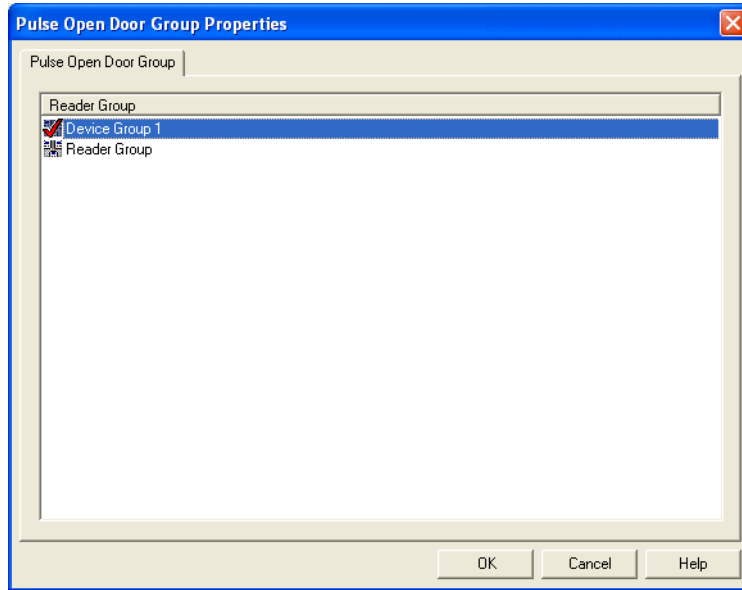 Pulse Open Door Group Properties
Pulse Open Door Group
Reader Group
Device Group 1
Reader Group
OK Cancel Help